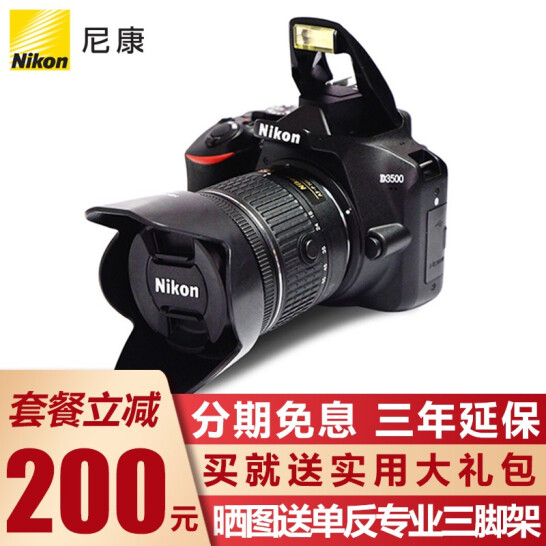 Nikon
尼康
Nikon
D3500
Nikon
Nikon
套餐立减
200元
分期免息 三年延保
买就送实用大礼包
晒图送单反专业三脚架